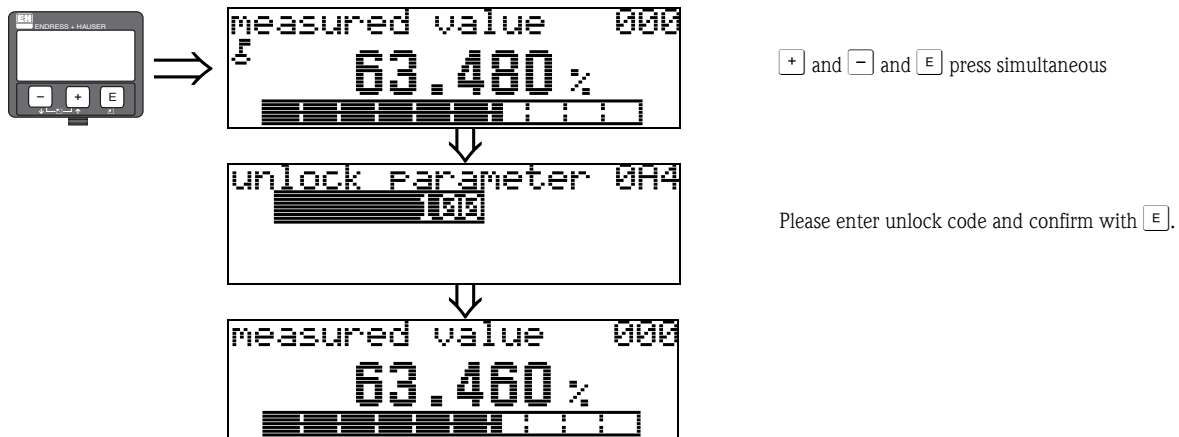 EH ENDRESS + HAUSER
- + E
measured value 000
63.480 %
+ and - and E press simultaneous
unlock parameter 0A4
100
Please enter unlock code and confirm with E.
measured value 000
63.460 %